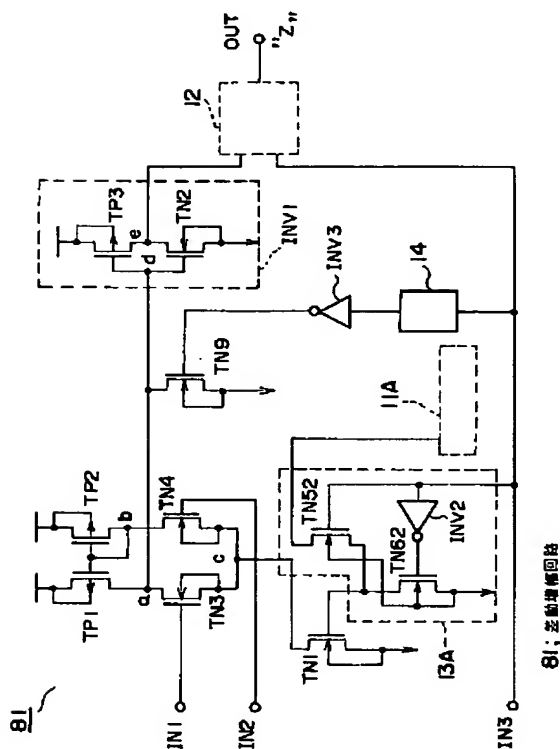 81
TP1
TP2
TP3
12
OUT
"Z"
a
b
d
e
TN2
INV1
IN1
TN3
TN4
c
TN9
INV3
14
IN2
11A
TN52
INV2
TN62
TN1
13A
IN3
81; 差動増幅回路